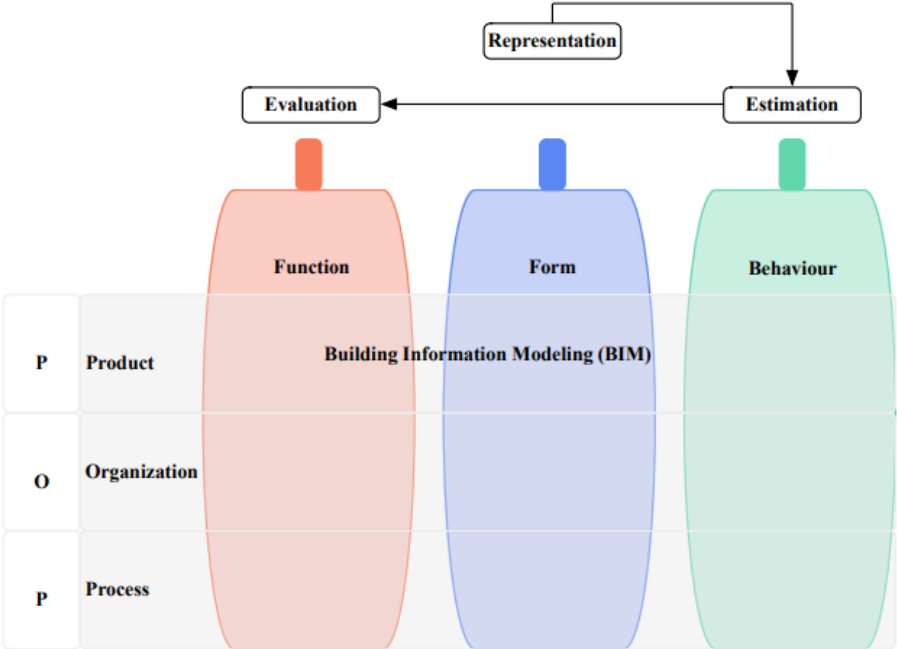 Representation
Evaluation
Estimation
Function
Form
Behaviour
Building Information Modeling (BIM)
P
Product
O
Organization
P
Process